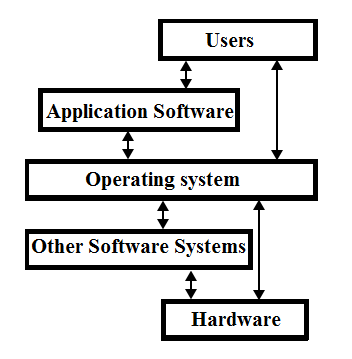 Users
Application Software
Operating system
Other Software Systems
Hardware